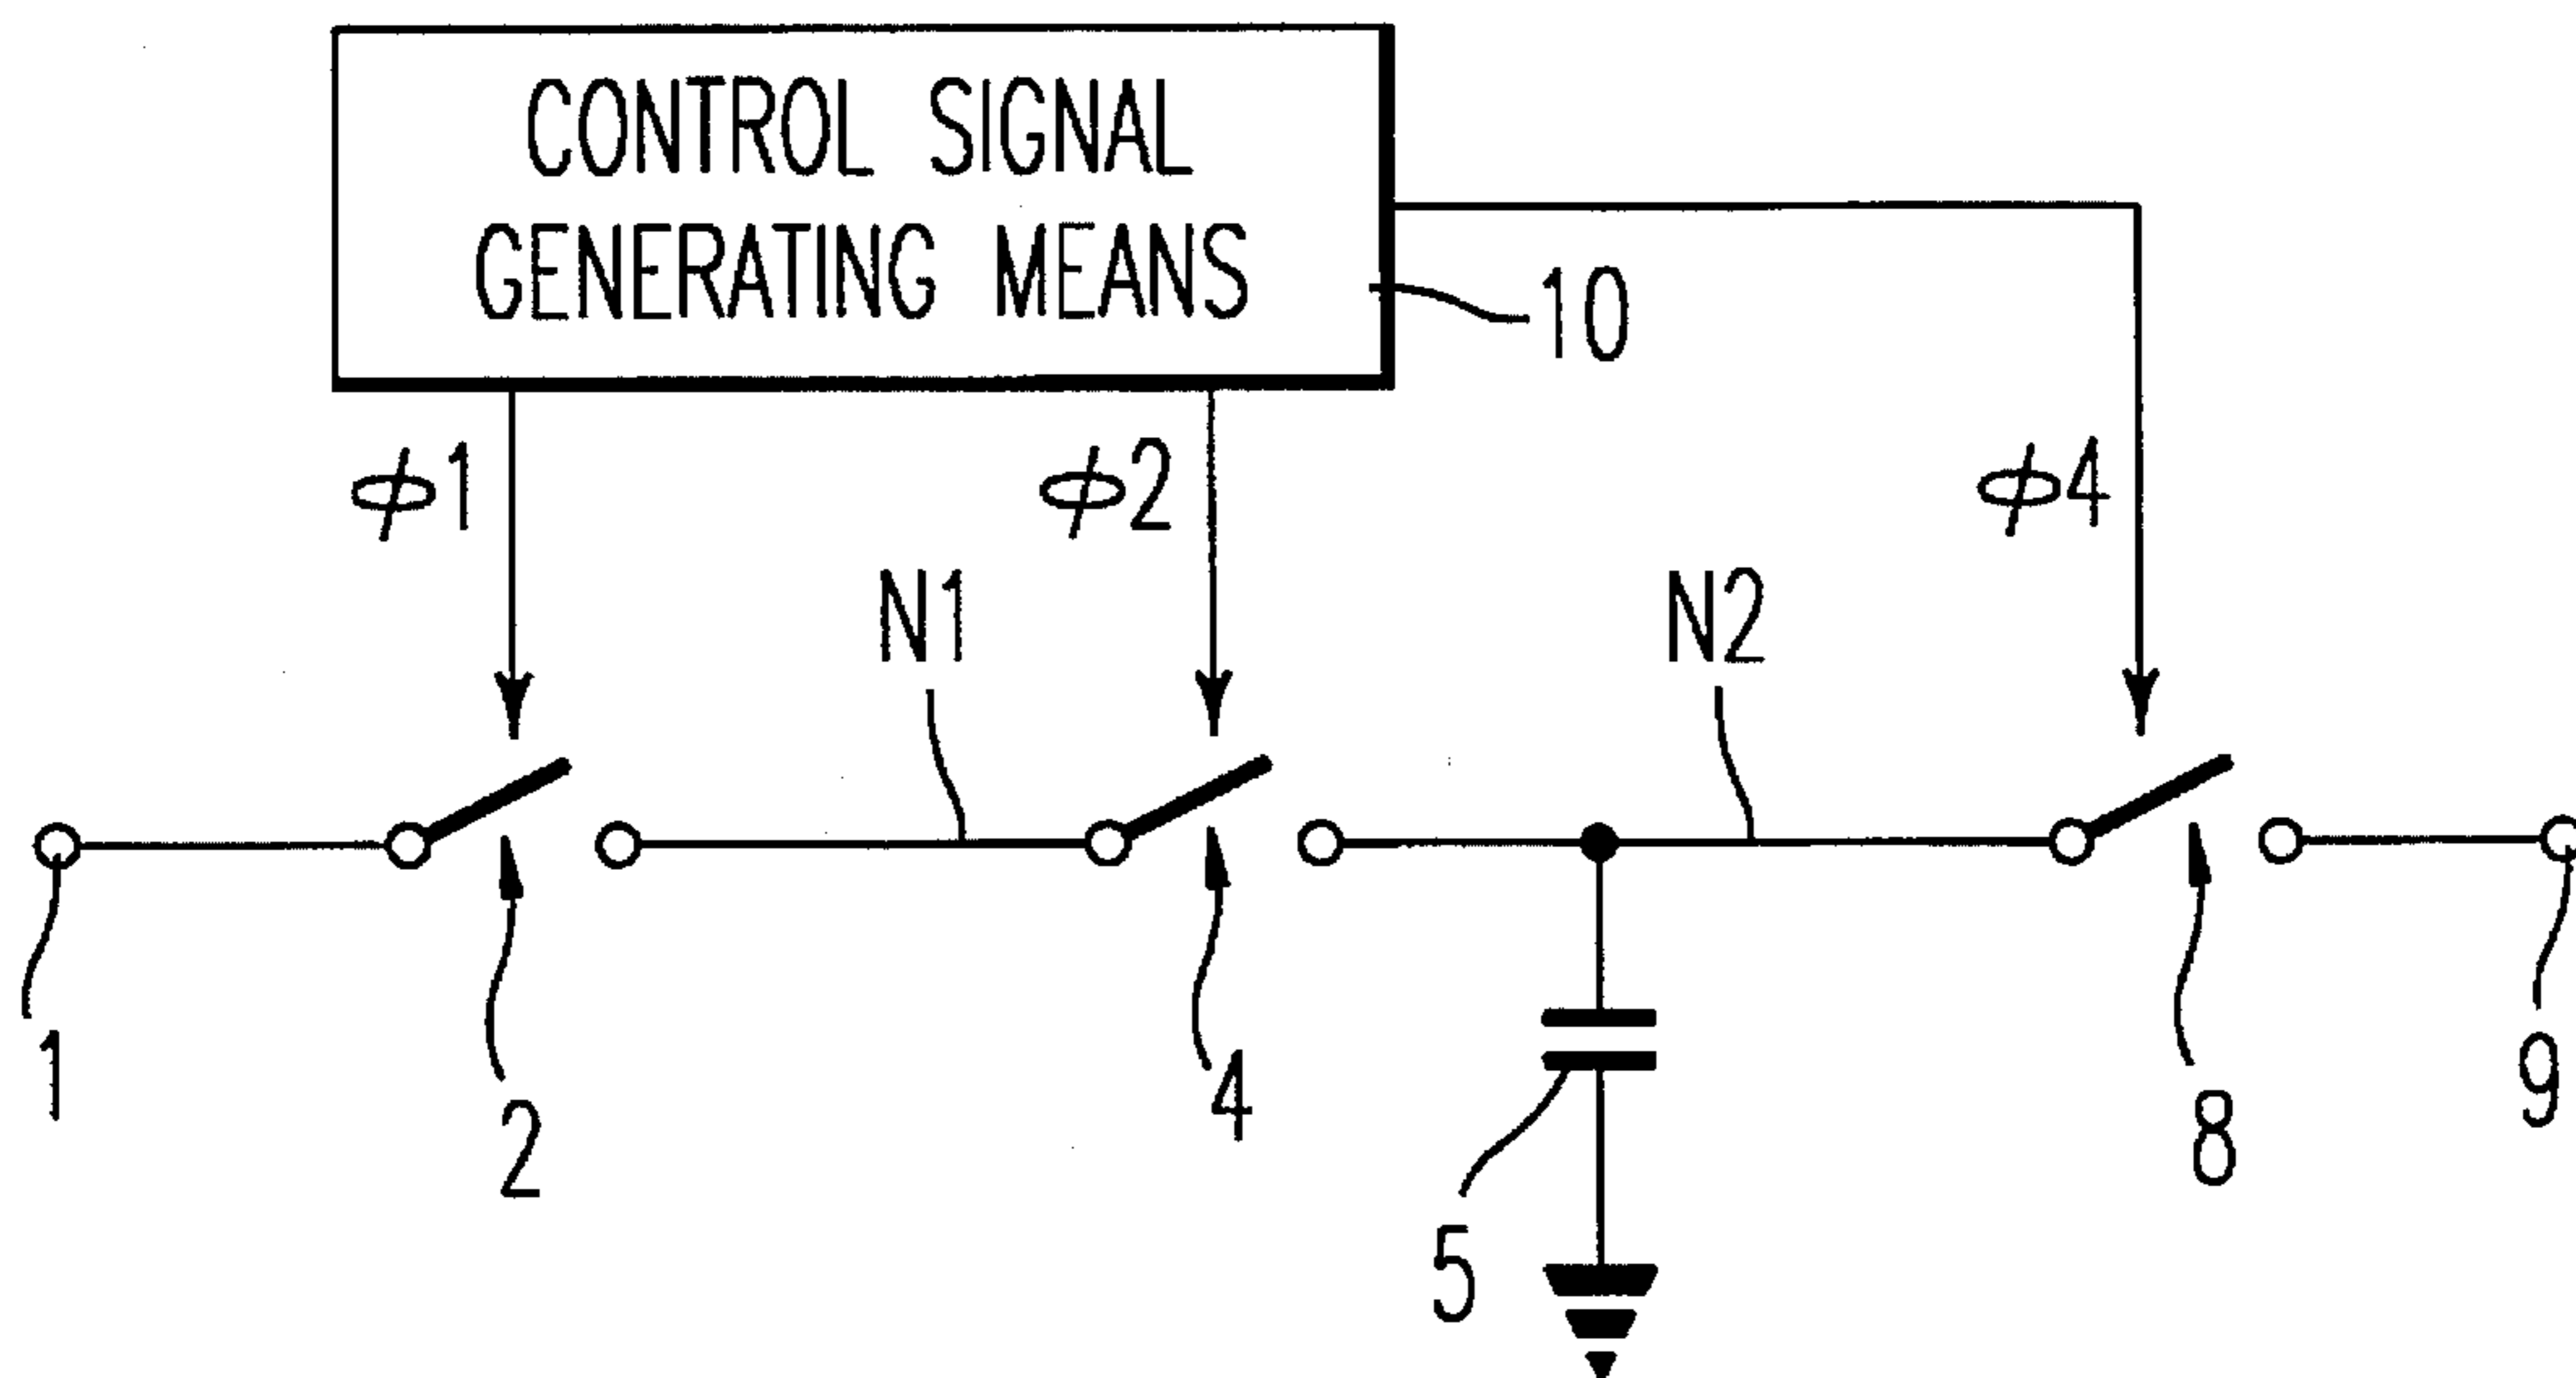 CONTROL SIGNAL
GENERATING MEANS
10
ϕ1
ϕ2
ϕ4
N1
N2
1
2
4
5
8
9